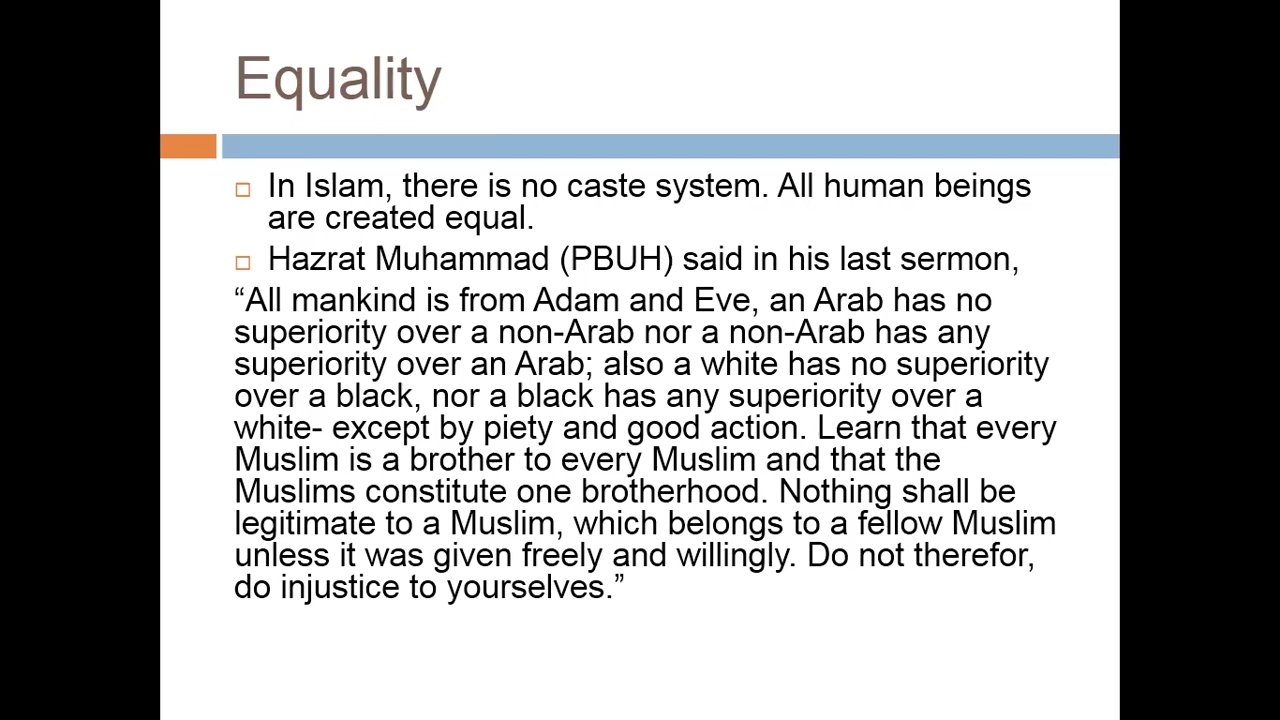 Equality
In Islam, there is no caste system. All human beings
are created equal.
Hazrat Muhammad (PBUH) said in his last sermon,
“All mankind is from Adam and Eve, an Arab has no
superiority over a non-Arab nor a non-Arab has any
superiority over an Arab; also a white has no superiority
over a black, nor a black has any superiority over a
white- except by piety and good action. Learn that every
Muslim is a brother to every Muslim and that the
Muslims constitute one brotherhood. Nothing shall be
legitimate to a Muslim, which belongs to a fellow Muslim
unless it was given freely and willingly. Do not therefor,
do injustice to yourselves.”